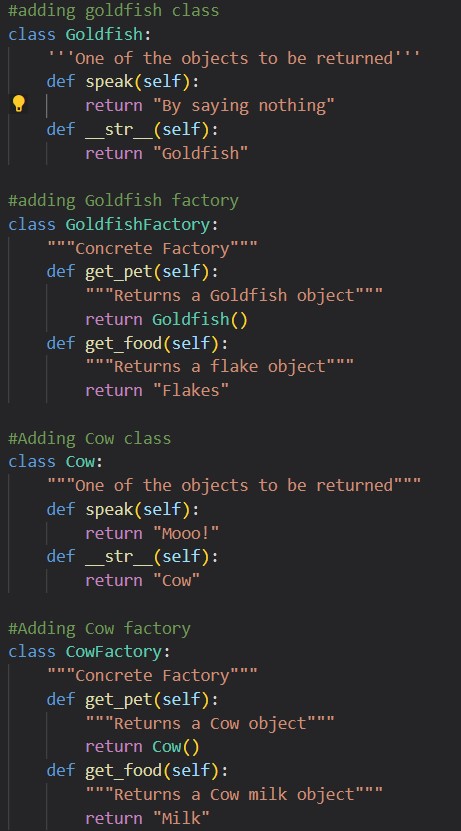 #adding goldfish class
class Goldfish:
    '''One of the objects to be returned'''
    def speak(self):
        return "By saying nothing"
    def __str__(self):
        return "Goldfish"

#adding Goldfish factory
class GoldfishFactory:
    """Concrete Factory"""
    def get_pet(self):
        """Returns a Goldfish object"""
        return Goldfish()
    def get_food(self):
        """Returns a flake object"""
        return "Flakes"

#Adding Cow class
class Cow:
    """One of the objects to be returned"""
    def speak(self):
        return "Mooo!"
    def __str__(self):
        return "Cow"

#Adding Cow factory
class CowFactory:
    """Concrete Factory"""
    def get_pet(self):
        """Returns a Cow object"""
        return Cow()
    def get_food(self):
        """Returns a Cow milk object"""
        return "Milk"